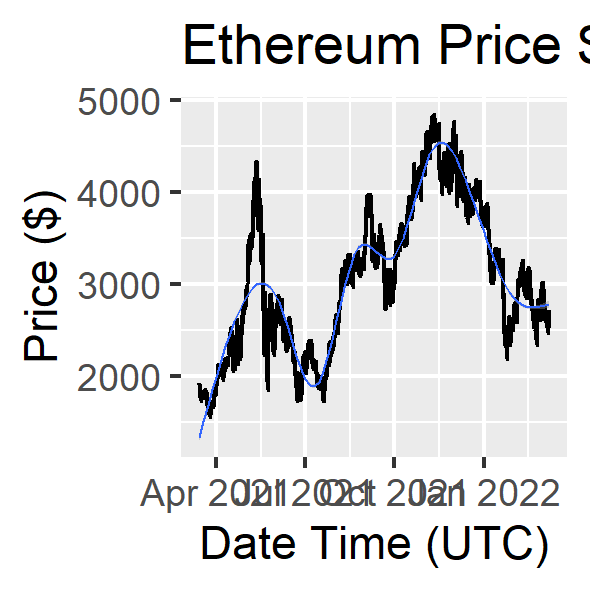 Ethereum Price S
5000
4000
3000
2000
Price ($)
Apr 2021 Jul 2021 Oct 2021 Jan 2022
Date Time (UTC)